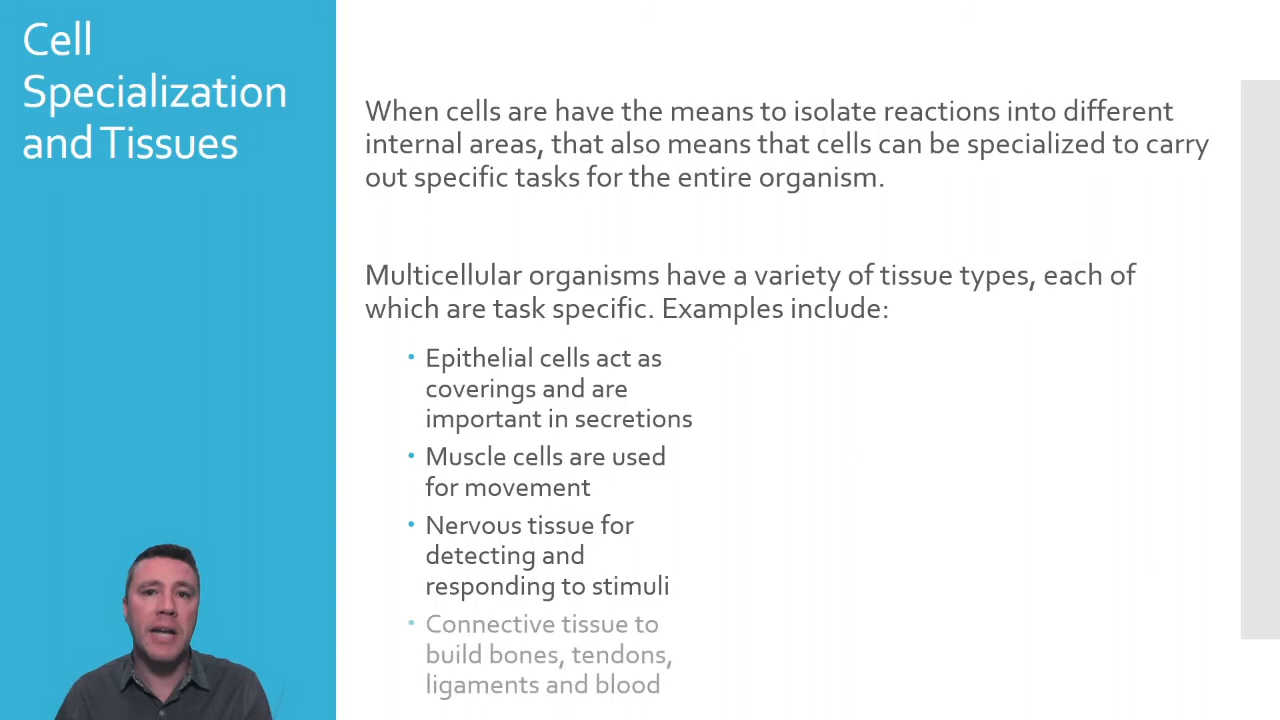 Cell
Specialization
and Tissues
When cells are have the means to isolate reactions into different
internal areas, that also means that cells can be specialized to carry
out specific tasks for the entire organism.
Multicellular organisms have a variety of tissue types, each of
which are task specific. Examples include:
• Epithelial cells act as
coverings and are
important in secretions
• Muscle cells are used
for movement
• Nervous tissue for
detecting and
responding to stimuli
• Connective tissue to
build bones, tendons,
ligaments and blood